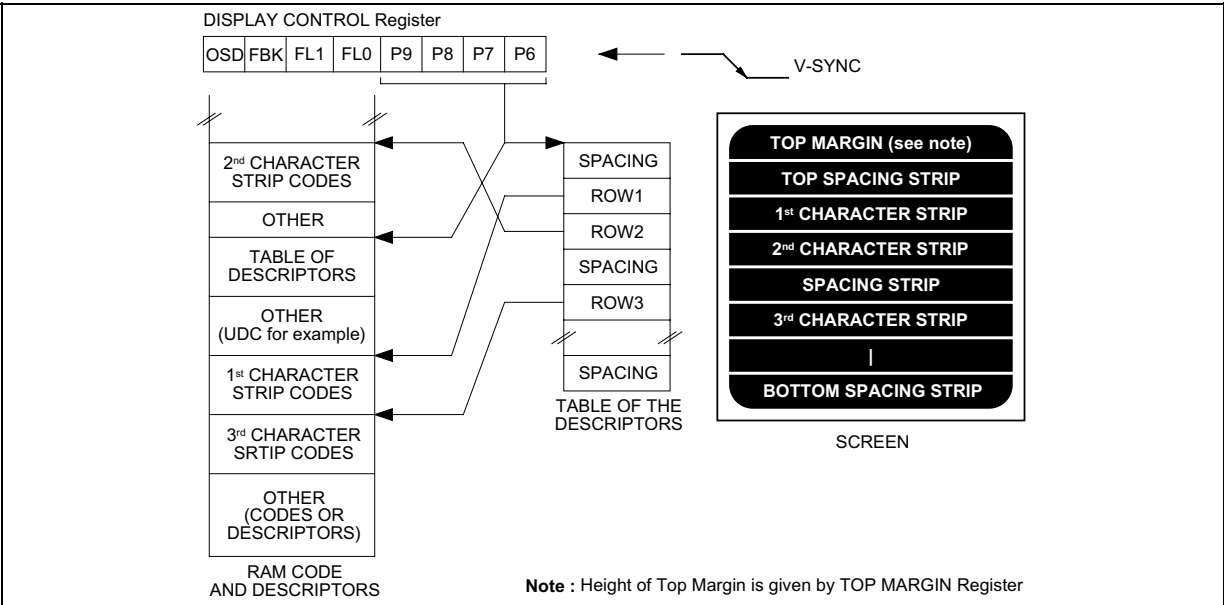 DISPLAY CONTROL Register
OSD FBK FL1 FL0 P9 P8 P7 P6
V-SYNC
2nd CHARACTER
STRIP CODES
OTHER
TABLE OF
DESCRIPTORS
OTHER
(UDC for example)
1st CHARACTER
STRIP CODES
3rd CHARACTER
SRTIP CODES
OTHER
(CODES OR
DESCRIPTORS)
RAM CODE
AND DESCRIPTORS
SPACING
ROW1
ROW2
SPACING
ROW3
SPACING
TABLE OF THE
DESCRIPTORS
TOP MARGIN (see note)
TOP SPACING STRIP
1st CHARACTER STRIP
2nd CHARACTER STRIP
SPACING STRIP
3rd CHARACTER STRIP
|
BOTTOM SPACING STRIP
SCREEN
Note : Height of Top Margin is given by TOP MARGIN Register